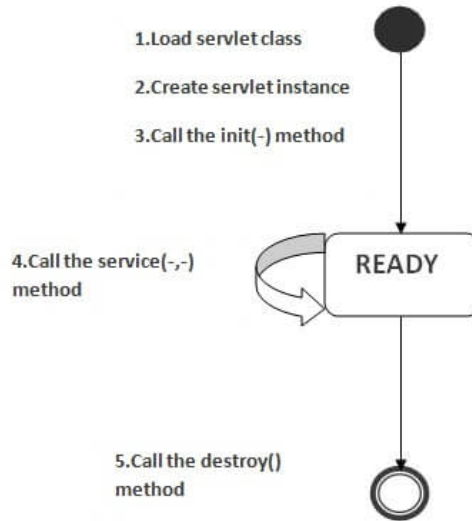 1.Load servlet class
2.Create servlet instance
3.Call the init(-) method
READY
4.Call the service(-,-)
method
5.Call the destroy()
method